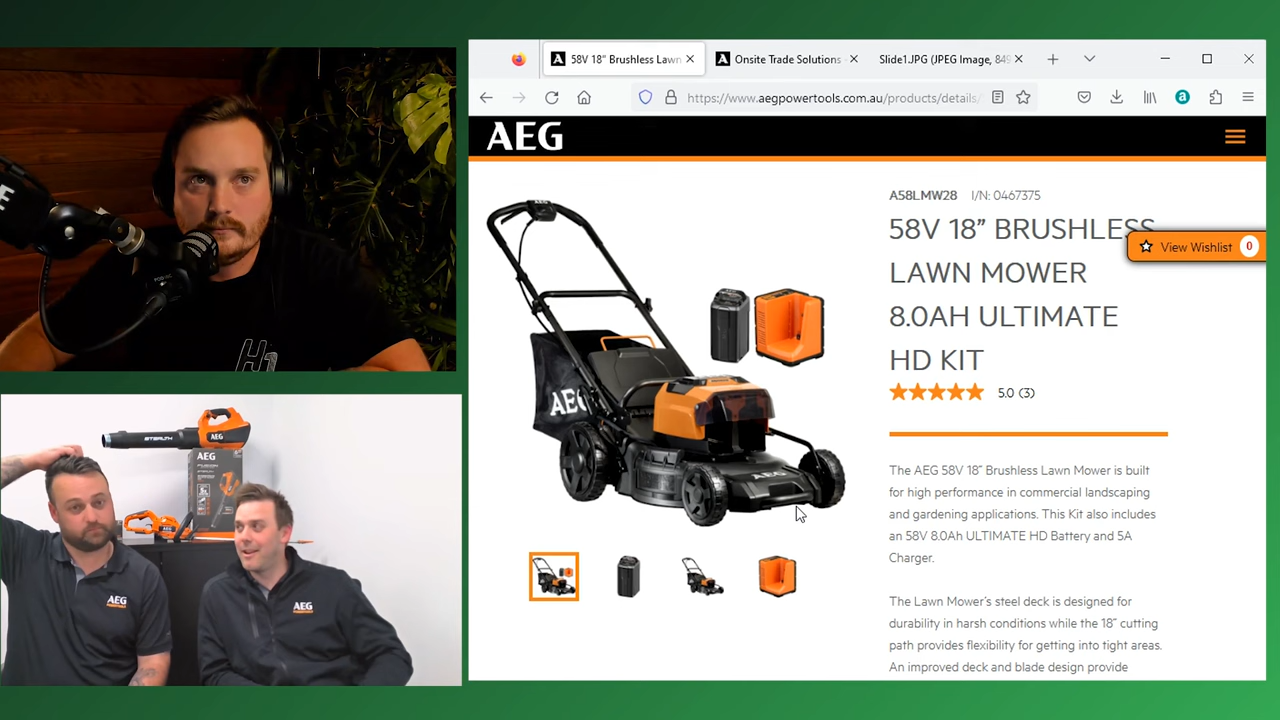 58V 18" Brushless Lawn
Onsite Trade Solutions
Slide1.JPG (JPEG Image, 849
https://www.aegpowertools.com.au/products/details/
AEG
A58LMW28 I/N: 0467375
58V 18” BRUSHLESS
LAWN MOWER
8.0AH ULTIMATE
HD KIT
View Wishlist 0
5.0 (3)
The AEG 58V 18” Brushless Lawn Mower is built
for high performance in commercial landscaping
and gardening applications. This Kit also includes
an 58V 8.0Ah ULTIMATE HD Battery and 5A
Charger.
The Lawn Mower’s steel deck is designed for
durability in harsh conditions while the 18” cutting
path provides flexibility for getting into tight areas.
An improved deck and blade design provide
AEG
AEG
STEALTH
AEG
AEG
FUSION
STEALTH
AEG
AEG